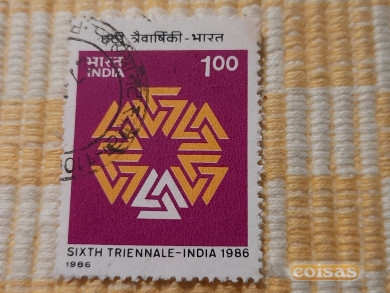 छठी त्रैवार्षिकी-भारत
भारत 1.00
INDIA
SIXTH TRIENNALE-INDIA 1986
1986
coisas